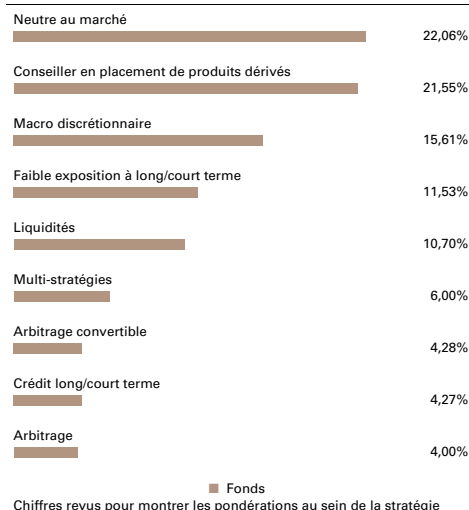 Neutre au marché
22,06%
Conseiller en placement de produits dérivés
21,55%
Macro discrétionnaire
15,61%
Faible exposition à long/court terme
11,53%
Liquidités
10,70%
Multi-stratégies
6,00%
Arbitrage convertible
4,28%
Crédit long/court terme
4,27%
Arbitrage
4,00%
Fonds
Chiffres revus pour montrer les pondérations au sein de la stratégie